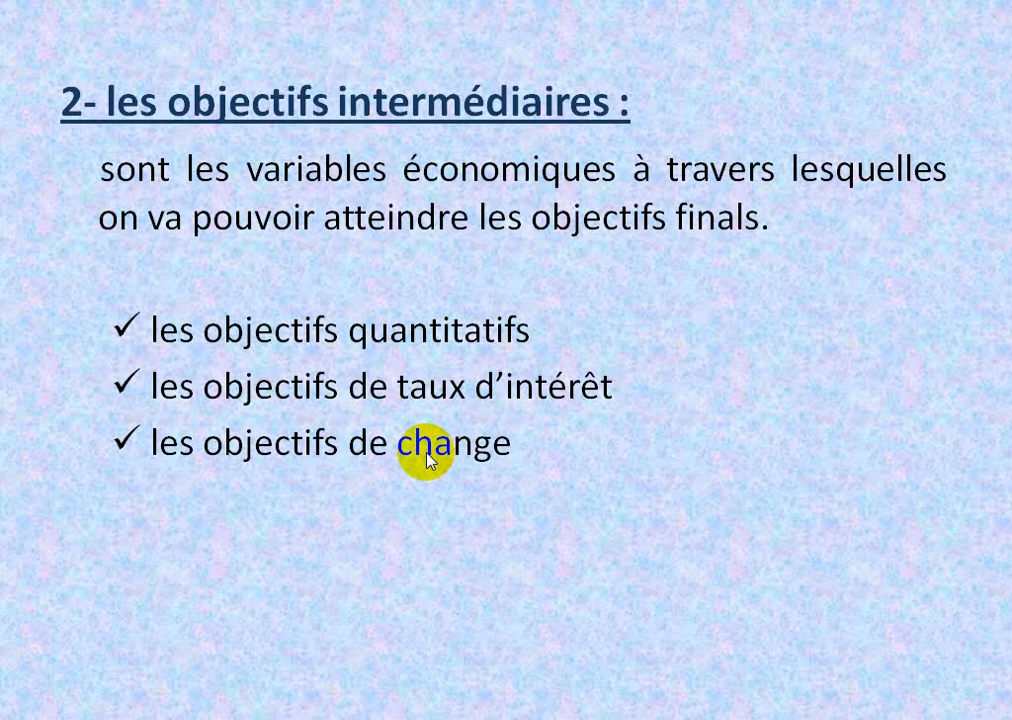 2- les objectifs intermédiaires :
sont les variables économiques à travers lesquelles
on va pouvoir atteindre les objectifs finals.
✓ les objectifs quantitatifs
✓ les objectifs de taux d’intérêt
✓ les objectifs de change